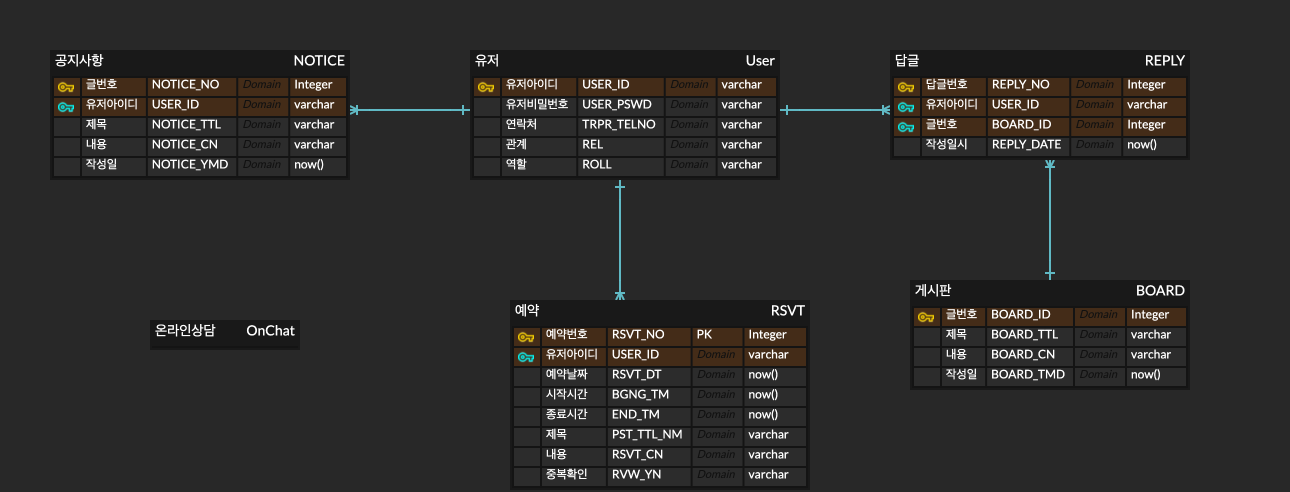 공지사항 NOTICE
글번호 NOTICE_NO Domain Integer
유저아이디 USER_ID Domain varchar
제목 NOTICE_TTL Domain varchar
내용 NOTICE_CN Domain varchar
작성일 NOTICE_YMD Domain now()
유저 User
유저아이디 USER_ID Domain varchar
유저비밀번호 USER_PSWD Domain varchar
연락처 TRPR_TELNO Domain varchar
관계 REL Domain varchar
역할 ROLL Domain varchar
답글 REPLY
답글번호 REPLY_NO Domain Integer
유저아이디 USER_ID Domain varchar
글번호 BOARD_ID Domain Integer
작성일시 REPLY_DATE Domain now()
온라인상담 OnChat
예약 RSVT
예약번호 RSVT_NO PK Integer
유저아이디 USER_ID Domain varchar
예약날짜 RSVT_DT Domain now()
시작시간 BGNG_TM Domain now()
종료시간 END_TM Domain now()
제목 PST_TTL_NM Domain varchar
내용 RSVT_CN Domain varchar
중복확인 RVW_YN Domain varchar
게시판 BOARD
글번호 BOARD_ID Domain Integer
제목 BOARD_TTL Domain varchar
내용 BOARD_CN Domain varchar
작성일 BOARD_TMD Domain now()